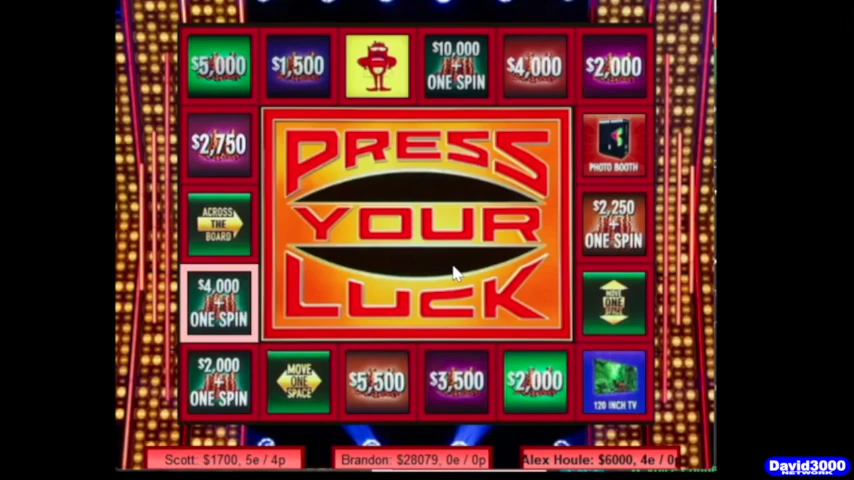 $5,000
$1,500
$10,000
+
ONE SPIN
$4,000
$2,000
$2,750
PHOTO BOOTH
ACROSS
THE
BOARD
$2,250
+
ONE SPIN
$4,000
+
ONE SPIN
MOVE
ONE
SPACE
$2,000
+
ONE SPIN
MOVE
ONE
SPACE
$5,500
$3,500
$2,000
120 INCH TV
PRESS
YOUR
LUCK
Scott: $1700, 5e / 4p
Brandon: $28079, 0e / 0p
Alex Houle: $6000, 4e / 0p
David3000
NETWORK